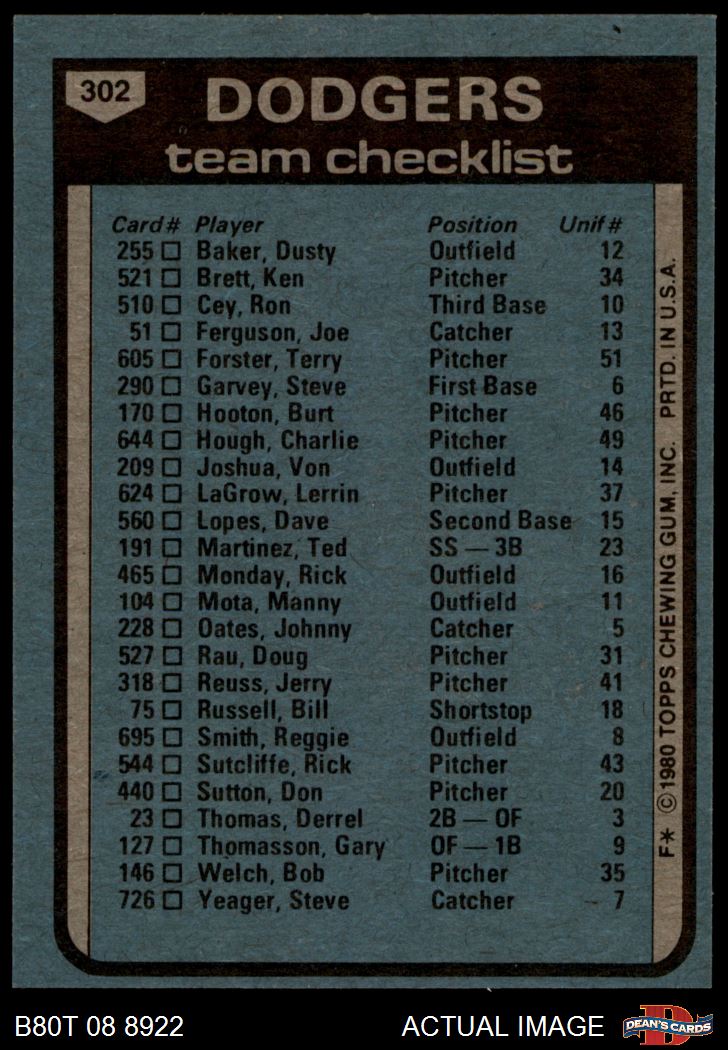 302
DODGERS
team checklist
Card# Player Position Unif#
255 □ Baker, Dusty Outfield 12
521 □ Brett, Ken Pitcher 34
510 □ Cey, Ron Third Base 10
51 □ Ferguson, Joe Catcher 13
605 □ Forster, Terry Pitcher 51
290 □ Garvey, Steve First Base 6
170 □ Hooton, Burt Pitcher 46
644 □ Hough, Charlie Pitcher 49
209 □ Joshua, Von Outfield 14
624 □ LaGrow, Lerrin Pitcher 37
560 □ Lopes, Dave Second Base 15
191 □ Martinez, Ted SS — 3B 23
465 □ Monday, Rick Outfield 16
104 □ Mota, Manny Outfield 11
228 □ Oates, Johnny Catcher 5
527 □ Rau, Doug Pitcher 31
318 □ Reuss, Jerry Pitcher 41
75 □ Russell, Bill Shortstop 18
695 □ Smith, Reggie Outfield 8
544 □ Sutcliffe, Rick Pitcher 43
440 □ Sutton, Don Pitcher 20
23 □ Thomas, Derrel 2B — OF 3
127 □ Thomasson, Gary OF — 1B 9
146 □ Welch, Bob Pitcher 35
726 □ Yeager, Steve Catcher 7
F* ©1980 TOPPS CHEWING GUM, INC. PRTD. IN U.S.A.
B80T 08 8922 ACTUAL IMAGE
DEAN'S CARDS